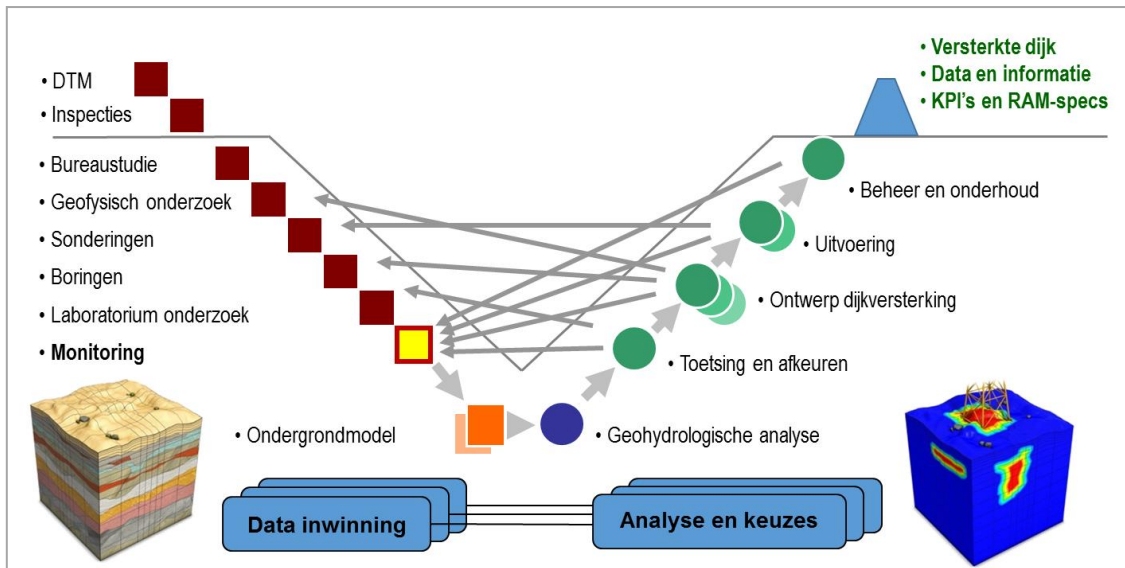 • DTM
• Inspecties
• Bureaustudie
• Geofysisch onderzoek
• Sonderingen
• Boringen
• Laboratorium onderzoek
• Monitoring
• Ondergrondmodel
• Geohydrologische analyse
• Toetsing en afkeuren
• Ontwerp dijkversterking
• Uitvoering
• Beheer en onderhoud
• Versterkte dijk
• Data en informatie
• KPI's en RAM-specs
Data inwinning
Analyse en keuzes